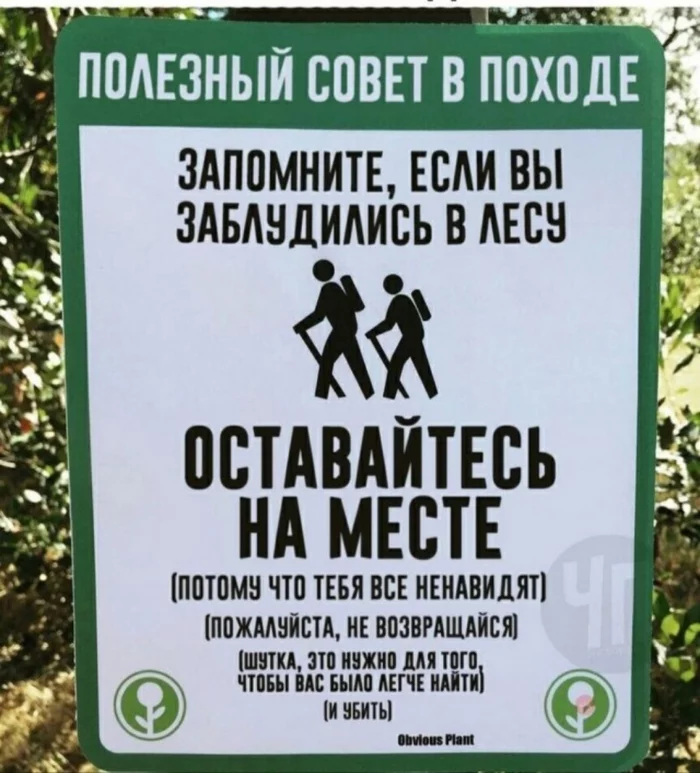 ПОЛЕЗНЫЙ СОВЕТ В ПОХОДЕ
ЗАПОМНИТЕ, ЕСЛИ ВЫ
ЗАБЛУДИЛИСЬ В ЛЕСУ
ОСТАВАЙТЕСЬ
НА МЕСТЕ
(ПОТОМУ ЧТО ТЕБЯ ВСЕ НЕНАВИДЯТ)
(ПОЖАЛУЙСТА, НЕ ВОЗВРАЩАЙСЯ)
(ШУТКА, ЭТО НУЖНО ДЛЯ ТОГО,
ЧТОБЫ ВАС БЫЛО ЛЕГЧЕ НАЙТИ)
(И УБИТЬ)
Obvious Plant
ЧП